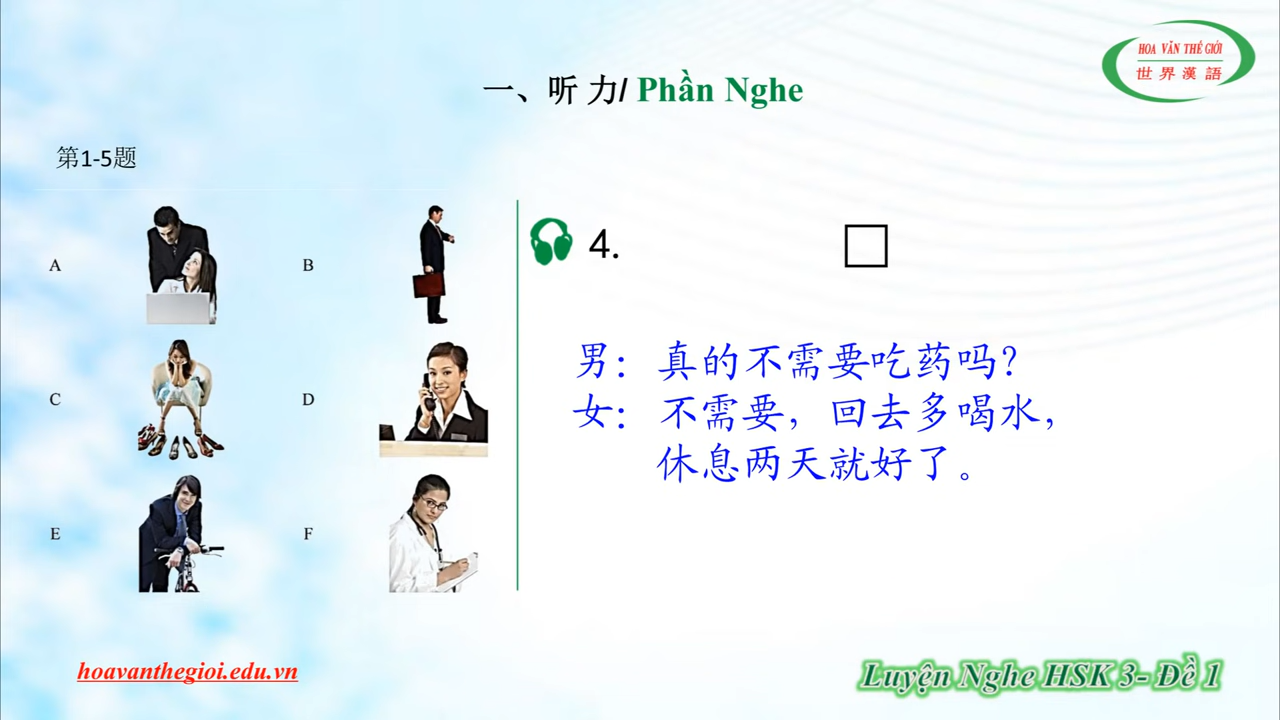 HOA VĂN THẾ GIỚI
世界漢語
一、听 力/ Phần Nghe
第1-5题
A
B
C
D
E
F
4.
男：真的不需要吃药吗？
女：不需要，回去多喝水，
休息两天就好了。
hoavanthegioi.edu.vn
Luyện Nghe HSK 3- Đề 1